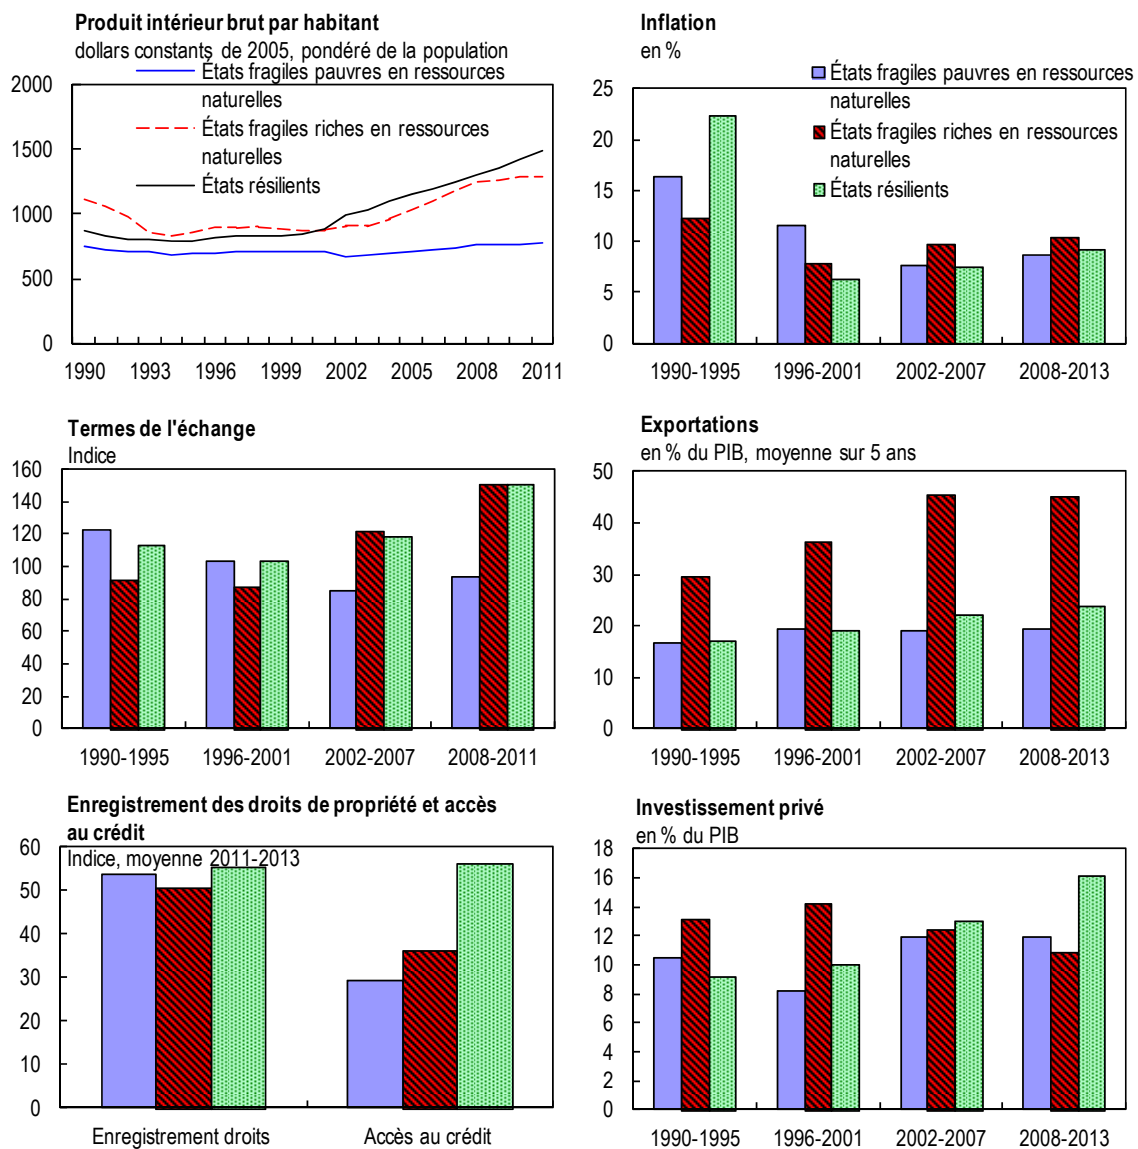 Produit intérieur brut par habitant
dollars constants de 2005, pondéré de la population
États fragiles pauvres en ressources
naturelles
États fragiles riches en ressources
naturelles
États résilients
2000
1500
1000
500
0
1990 1993 1996 1999 2002 2005 2008 2011
Inflation
en %
États fragiles pauvres en ressources
naturelles
États fragiles riches en ressources
naturelles
États résilients
25
20
15
10
5
0
1990-1995 1996-2001 2002-2007 2008-2013
Termes de l'échange
Indice
160
140
120
100
80
60
40
20
0
1990-1995 1996-2001 2002-2007 2008-2011
Exportations
en % du PIB, moyenne sur 5 ans
50
40
30
20
10
0
1990-1995 1996-2001 2002-2007 2008-2013
Enregistrement des droits de propriété et accès
au crédit
Indice, moyenne 2011-2013
60
50
40
30
20
10
0
Enregistrement droits Accès au crédit
Investissement privé
en % du PIB
18
16
14
12
10
8
6
4
2
0
1990-1995 1996-2001 2002-2007 2008-2013